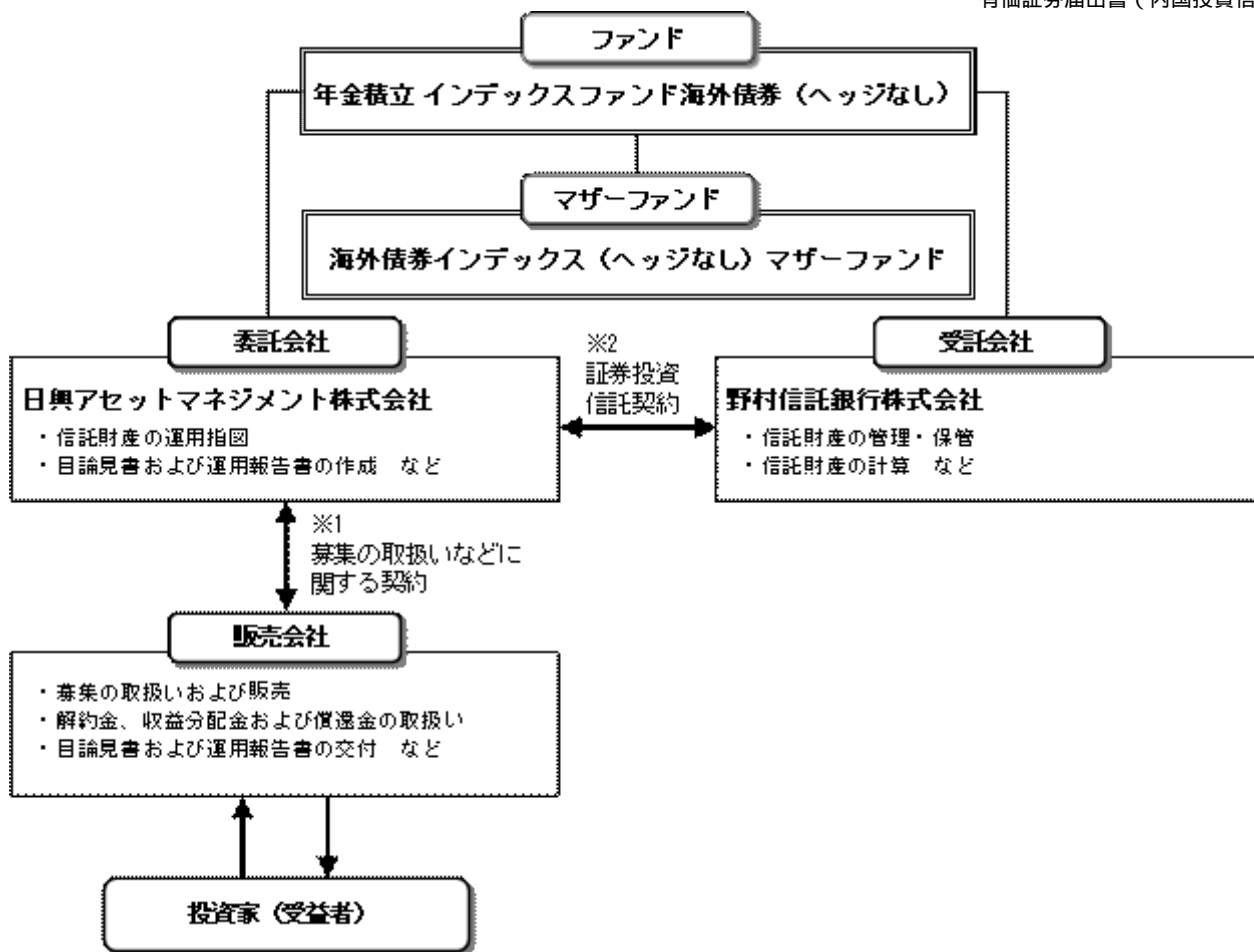 ファンド
年金積立 インデックスファンド海外債券（ヘッジなし）
マザーファンド
海外債券インデックス（ヘッジなし）マザーファンド
委託会社
日興アセットマネジメント株式会社
・信託財産の運用指図
・目論見書および運用報告書の作成 など
※2
証券投資
信託契約
受託会社
野村信託銀行株式会社
・信託財産の管理・保管
・信託財産の計算 など
※1
募集の取扱いなどに
関する契約
販売会社
・募集の取扱いおよび販売
・解約金、収益分配金および償還金の取扱い
・目論見書および運用報告書の交付 など
投資家（受益者）